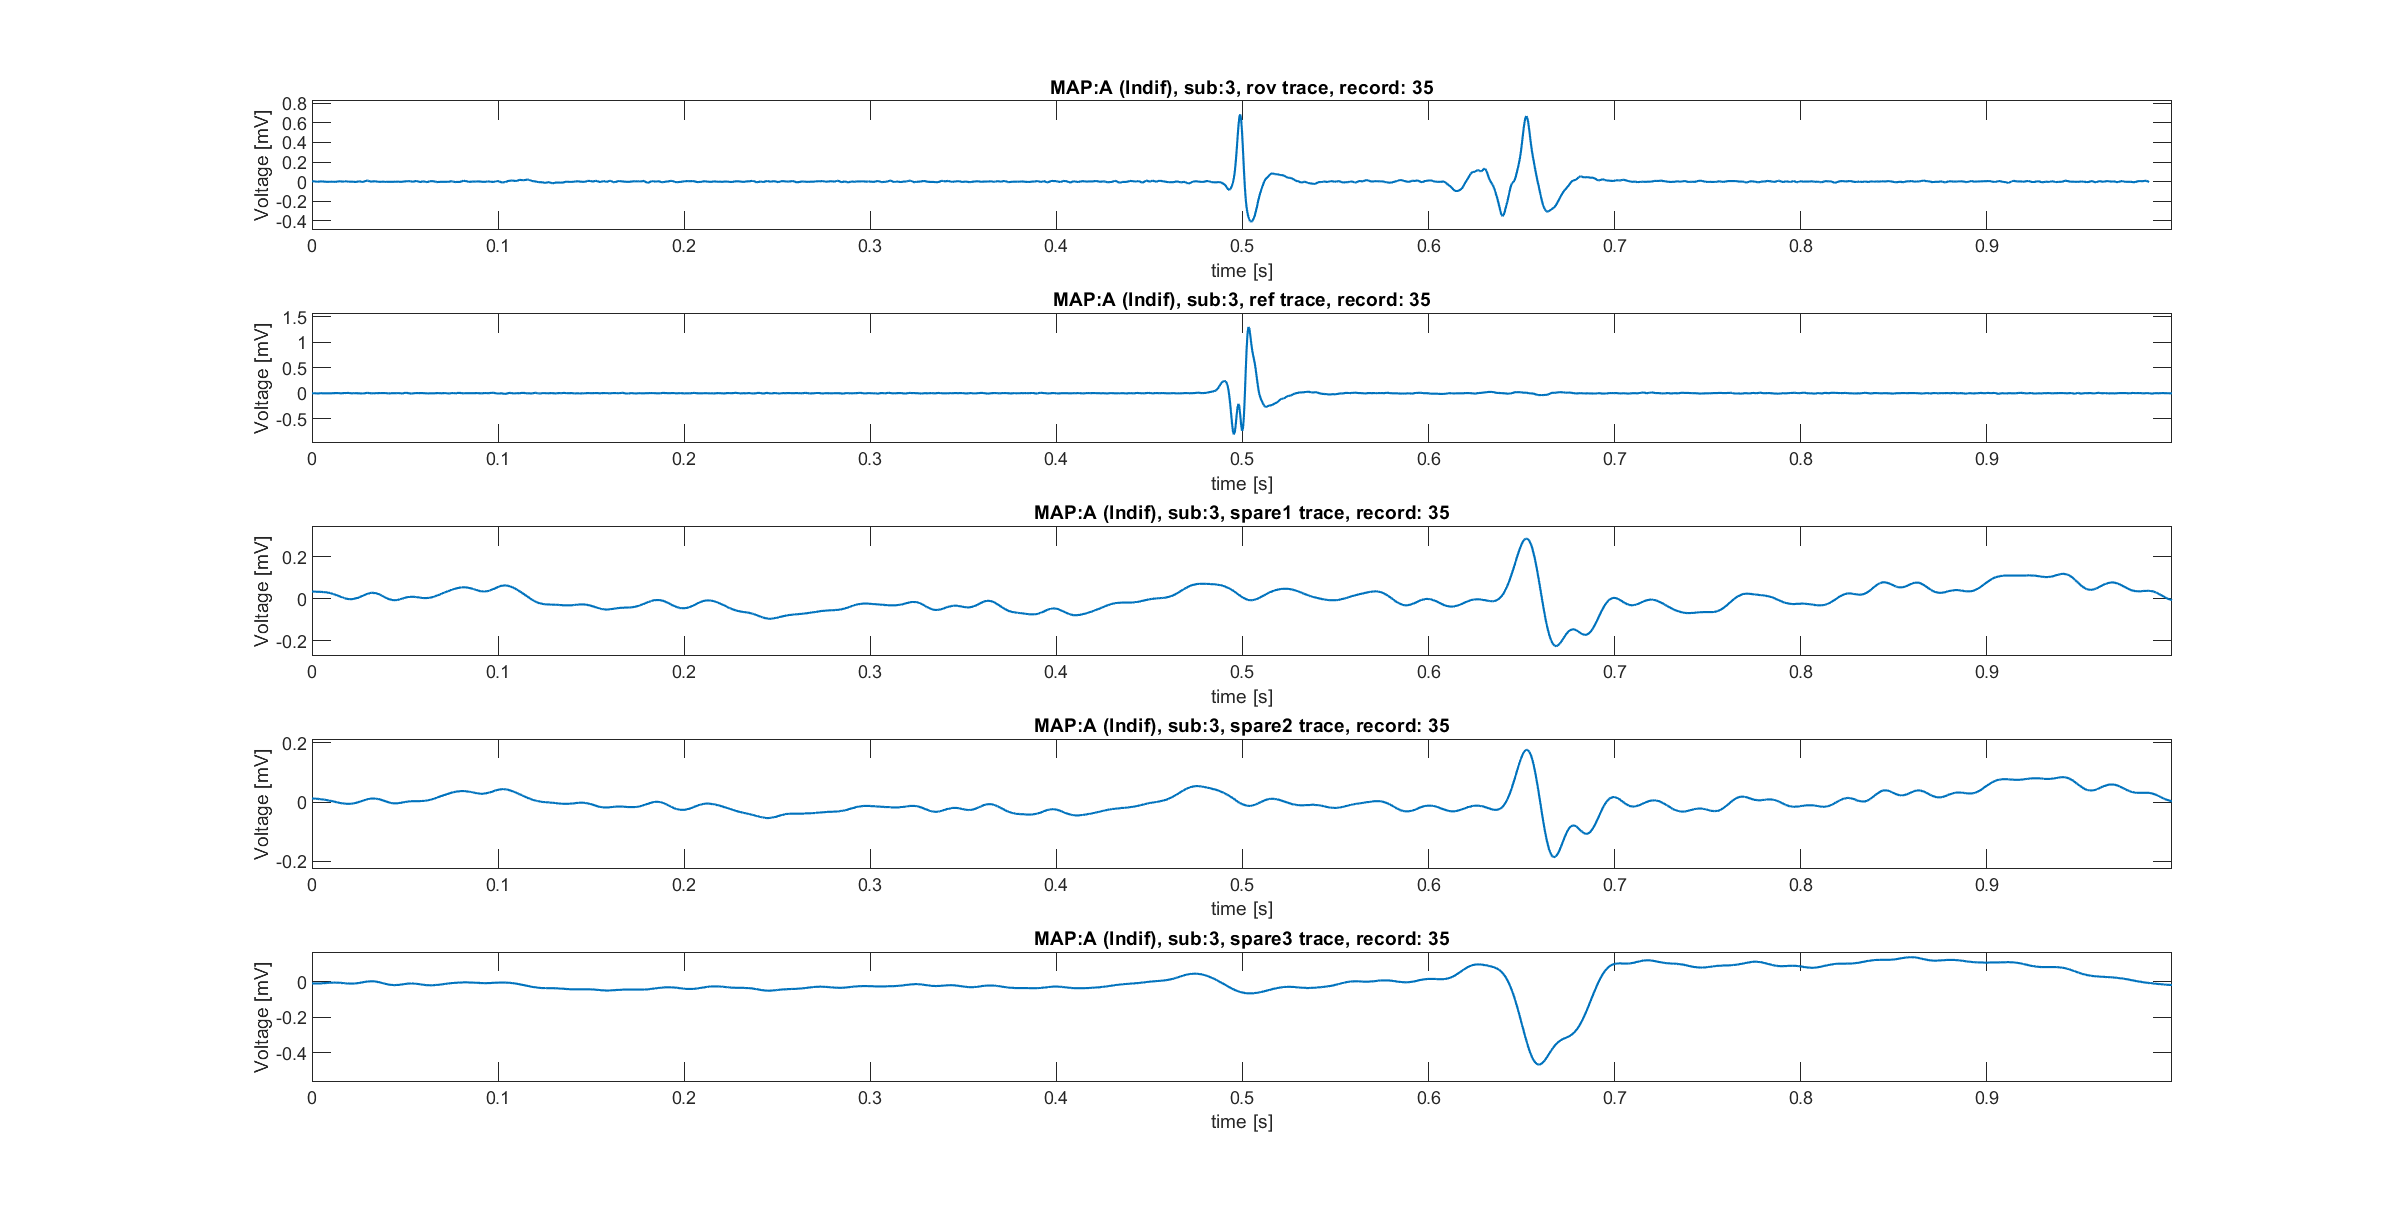 MAP:A (Indif), sub:3, rov trace, record: 35
Voltage [mV]
0.8
0.6
0.4
0.2
0
-0.2
-0.4
0 0.1 0.2 0.3 0.4 0.5 0.6 0.7 0.8 0.9
time [s]
MAP:A (Indif), sub:3, ref trace, record: 35
Voltage [mV]
1.5
1
0.5
0
-0.5
0 0.1 0.2 0.3 0.4 0.5 0.6 0.7 0.8 0.9
time [s]
MAP:A (Indif), sub:3, spare1 trace, record: 35
Voltage [mV]
0.2
0
-0.2
0 0.1 0.2 0.3 0.4 0.5 0.6 0.7 0.8 0.9
time [s]
MAP:A (Indif), sub:3, spare2 trace, record: 35
Voltage [mV]
0.2
0
-0.2
0 0.1 0.2 0.3 0.4 0.5 0.6 0.7 0.8 0.9
time [s]
MAP:A (Indif), sub:3, spare3 trace, record: 35
Voltage [mV]
0
-0.2
-0.4
0 0.1 0.2 0.3 0.4 0.5 0.6 0.7 0.8 0.9
time [s]